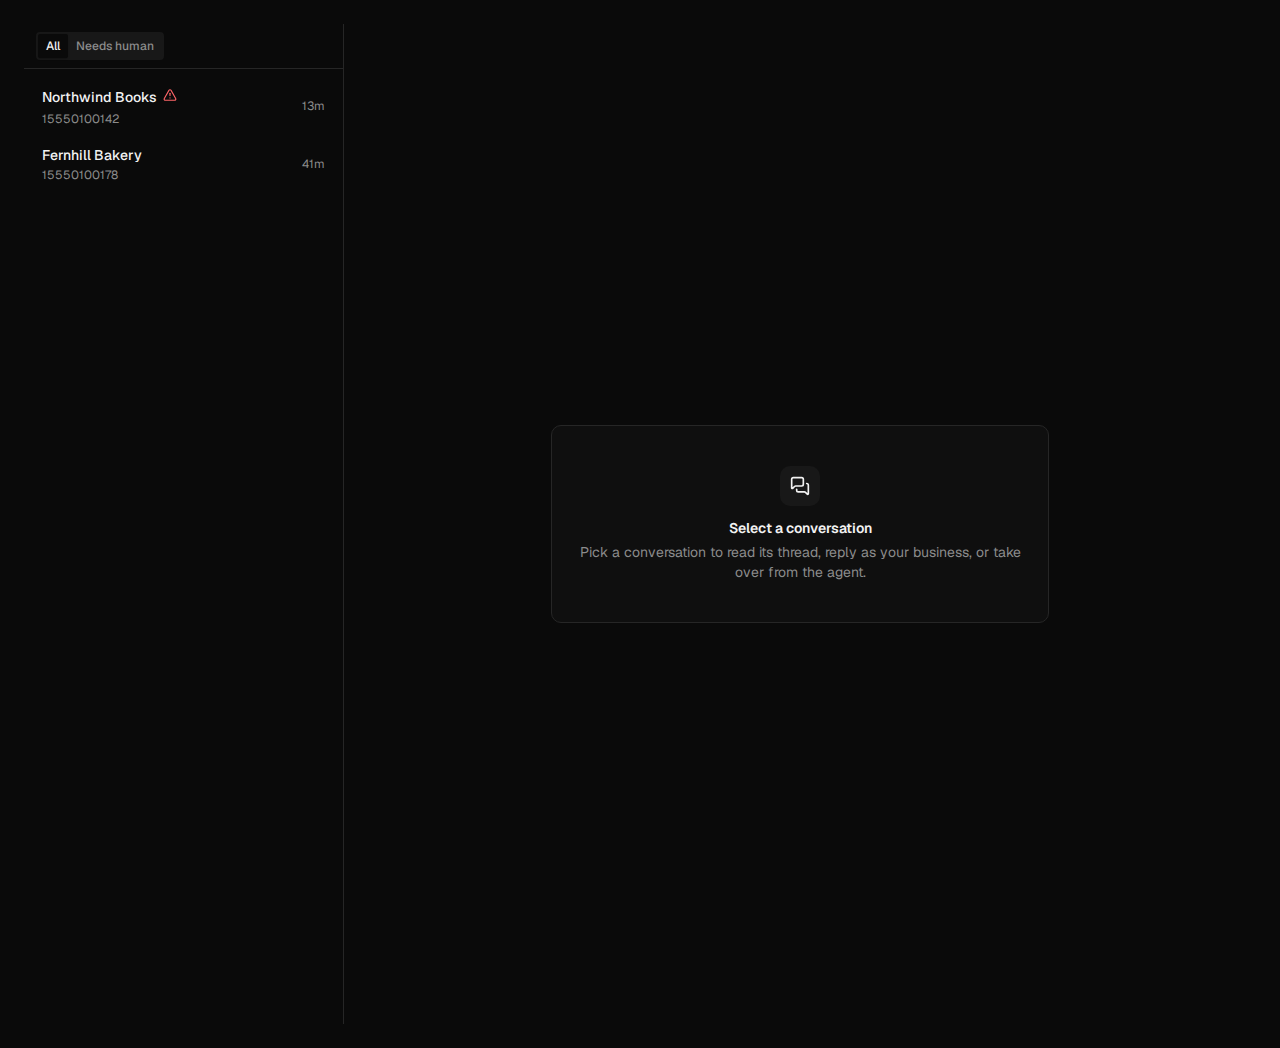 All Needs human
Northwind Books
13m
15550100142
Fernhill Bakery
41m
15550100178
Select a conversation
Pick a conversation to read its thread, reply as your business, or take
over from the agent.